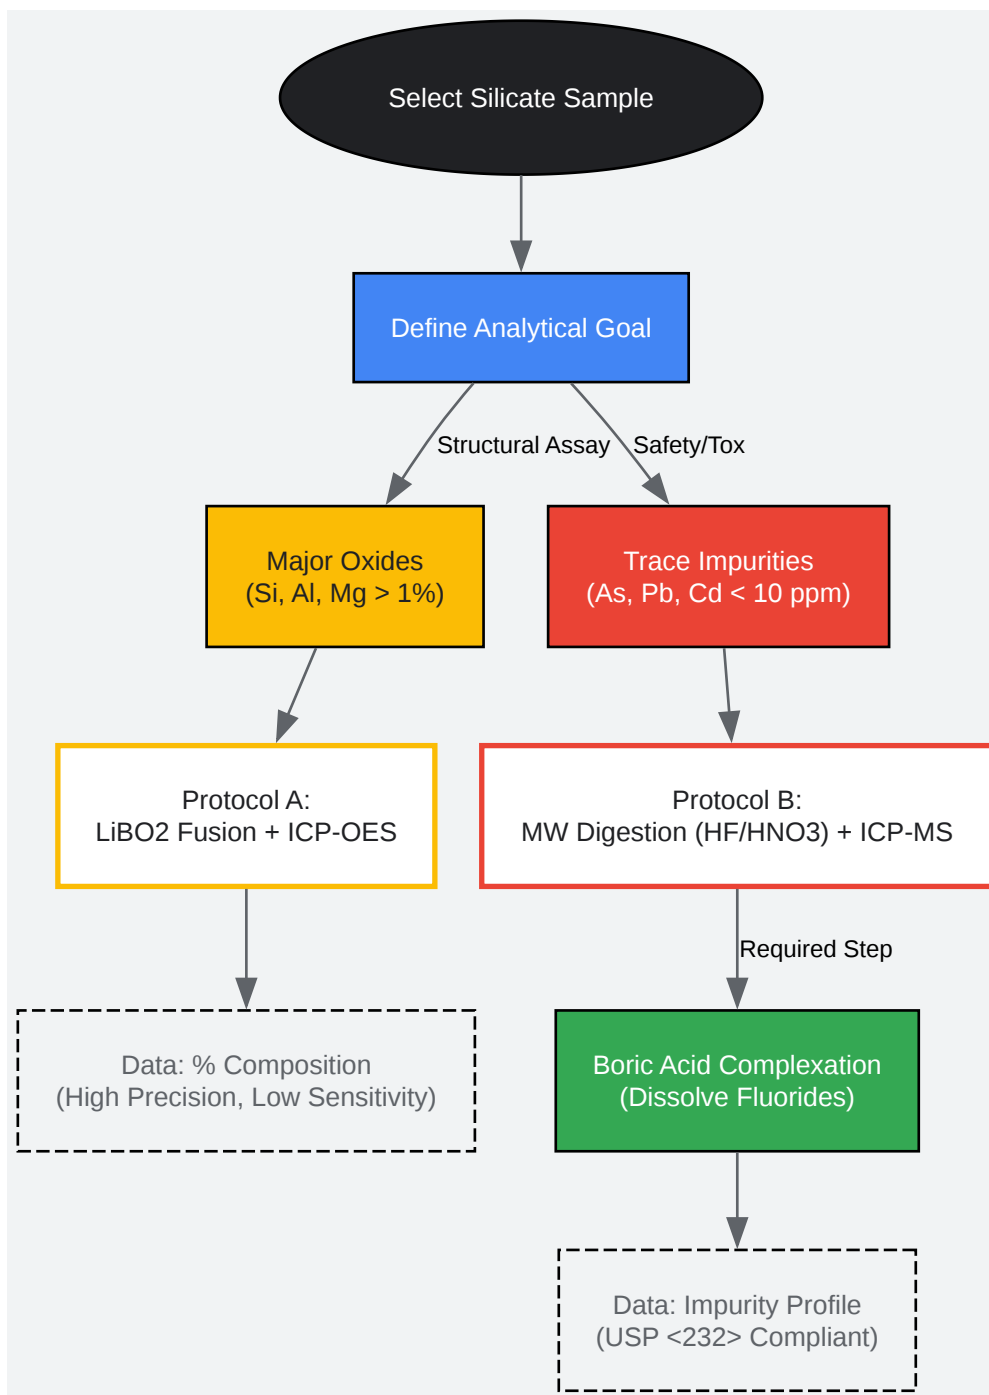 Select Silicate Sample
Define Analytical Goal
Structural Assay
Safety/Tox
Major Oxides
(Si, Al, Mg > 1%)
Trace Impurities
(As, Pb, Cd < 10 ppm)
Protocol A:
LiBO2 Fusion + ICP-OES
Protocol B:
MW Digestion (HF/HNO3) + ICP-MS
Required Step
Data: % Composition
(High Precision, Low Sensitivity)
Boric Acid Complexation
(Dissolve Fluorides)
Data: Impurity Profile
(USP <232> Compliant)